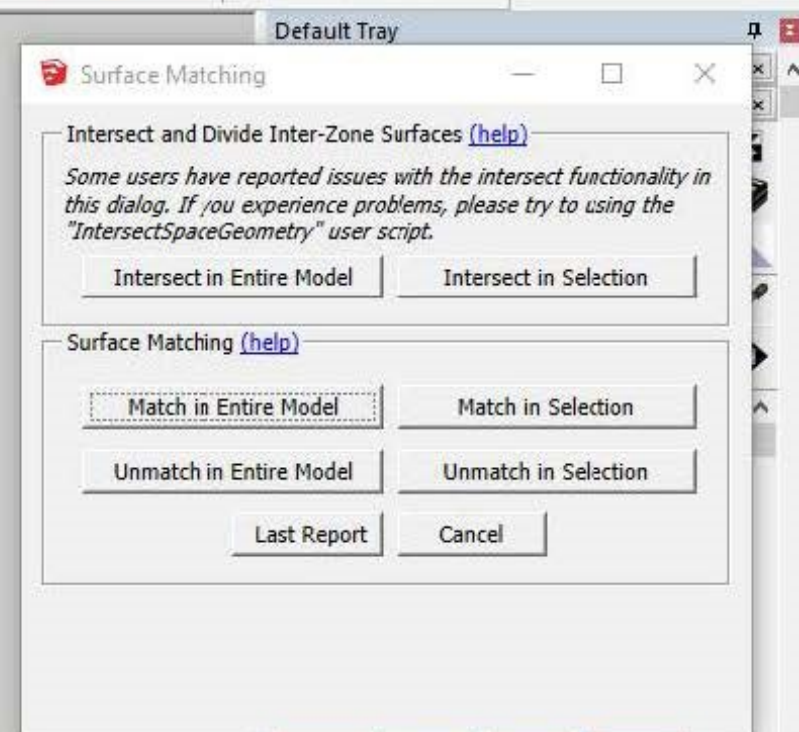 Default Tray
Surface Matching
Intersect and Divide Inter-Zone Surfaces (help)
Some users have reported issues with the intersect functionality in
this dialog. If you experience problems, please try to using the
"IntersectSpaceGeometry" user script.
Intersect in Entire Model Intersect in Selection
Surface Matching (help)
Match in Entire Model Match in Selection
Unmatch in Entire Model Unmatch in Selection
Last Report Cancel